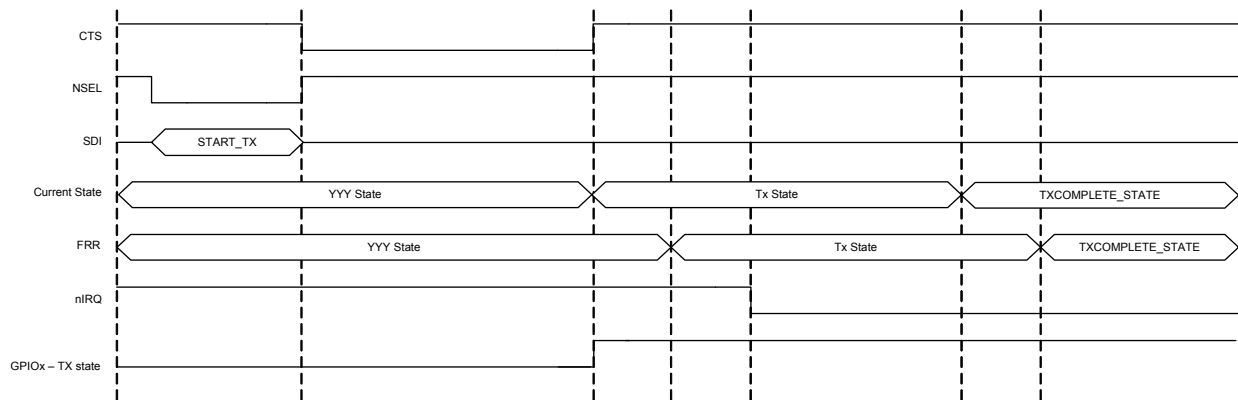 CTS
NSEL
SDI START_TX
Current State YYY State Tx State TXCOMPLETE_STATE
FRR YYY State Tx State TXCOMPLETE_STATE
nIRQ
GPIOx – TX state